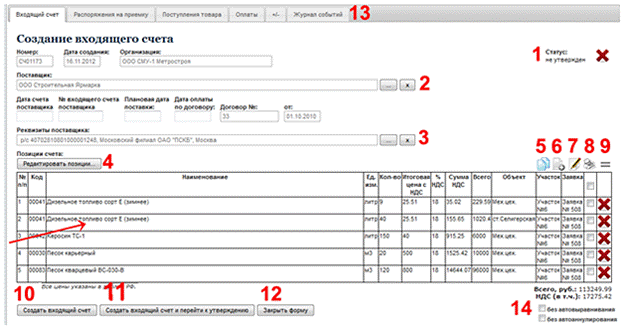 Входящий счет Распоряжения на приемку Поступления товара Оплаты +/- Журнал событий 13
Создание входящего счета
Номер: Дата создания: Организация:
СЧ01173 16.11.2012 ООО СМУ-1 Метростроя
1 Статус:
не утвержден
Поставщик:
ООО Строительная Ярмарка ... x 2
Дата счета поставщика № входящего счета поставщика Плановая дата поставки: Дата оплаты по договору: Договор №: от:
33 01.10.2010
Реквизиты поставщика:
р/с 40702810801000001248, Московский филиал ОАО "ПСКБ", Москва ... x 3
Позиции счета:
Редактировать позиции... 4 5 6 7 8 9
№ п/п Код Наименование Ед. изм. Кол-во Итоговая цена с НДС % НДС Сумма НДС Всего Объект Участок Заявка
1 00041 Дизельное топливо сорт Е (зимнее) литр 9 25.51 18 35.02 229.59 Мех.цех. Участок №6 Заявка № 508
2 00041 Дизельное топливо сорт Е (зимнее) литр 40 25.51 18 155.65 1020.4 ст Селигерская Участок №6 Заявка № 508
3 Керосин ТС-1 литр 150 40 18 915.25 6000 Мех.цех. Участок №6 Заявка № 508
4 00030 Песок карьерный м3 20 500 18 1525.42 10000 Мех.цех. Участок №6 Заявка № 508
5 00083 Песок кварцевый ВС-030-В м3 120 800 18 14644.07 96000 Мех.цех. Участок №6 Заявка № 508
Все цены указаны в РФ.
Всего, руб.: 113249.99
НДС (в т.ч.): 17275.42
10 11 12
Создать входящий счет Создать входящий счет и перейти к утверждению Закрыть форму
14 без автовыравнивания
без автоаннулирования